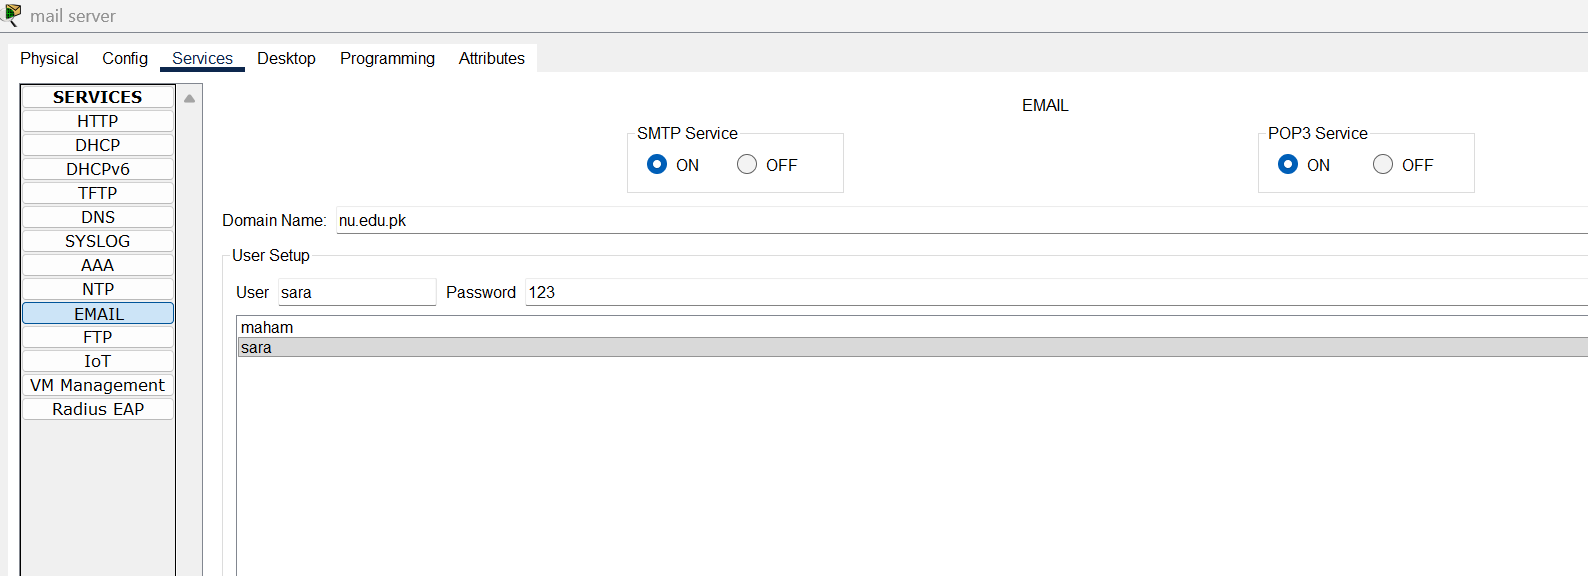 mail server
Physical Config Services Desktop Programming Attributes
SERVICES
HTTP
DHCP
DHCPv6
TFTP
DNS
SYSLOG
AAA
NTP
EMAIL
FTP
IoT
VM Management
Radius EAP
EMAIL
SMTP Service
ON OFF
POP3 Service
ON OFF
Domain Name: nu.edu.pk
User Setup
User sara Password 123
maham
sara